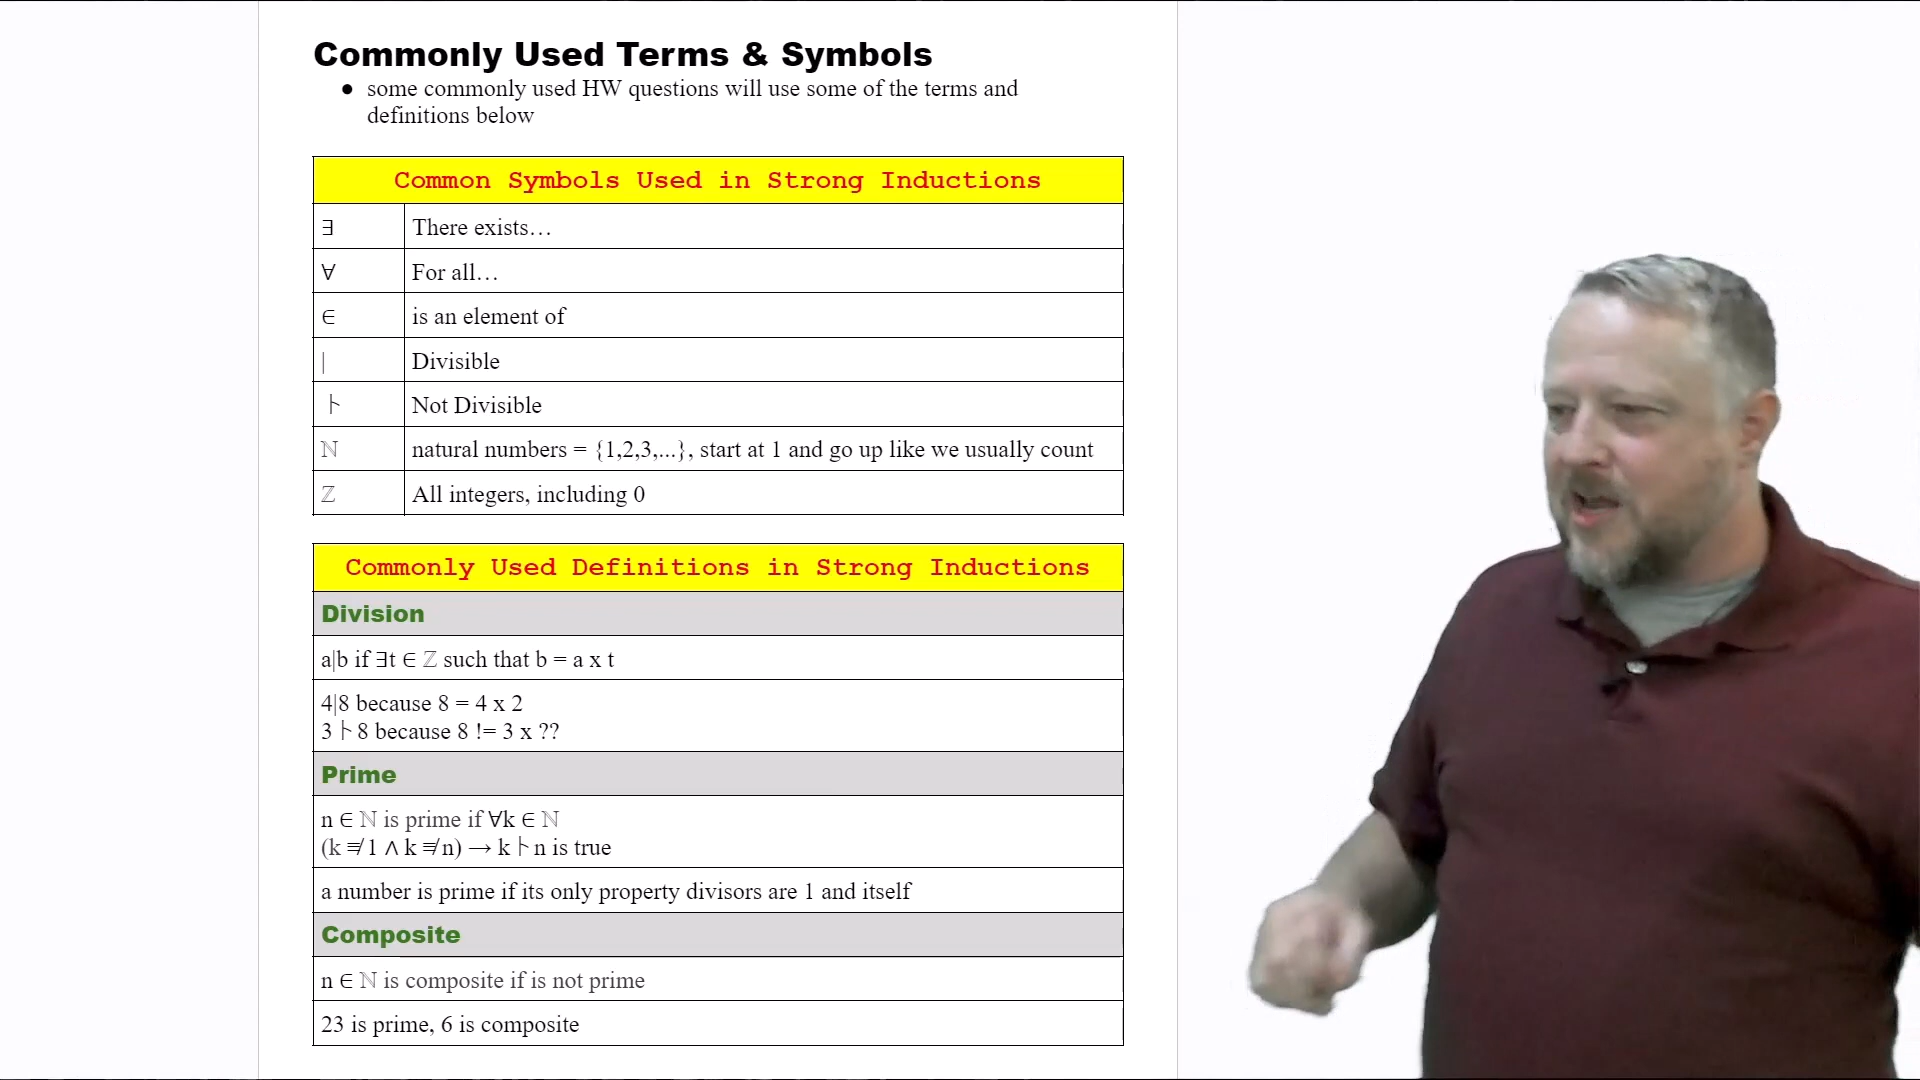 Commonly Used Terms & Symbols
● some commonly used HW questions will use some of the terms and
definitions below
Common Symbols Used in Strong Inductions
∃ There exists…
∀ For all…
∈ is an element of
| Divisible
⊦ Not Divisible
ℕ natural numbers = {1,2,3,...}, start at 1 and go up like we usually count
ℤ All integers, including 0
Commonly Used Definitions in Strong Inductions
Division
a|b if ∃t ∈ ℤ such that b = a x t
4|8 because 8 = 4 x 2
3 ⊦ 8 because 8 != 3 x ??
Prime
n ∈ ℕ is prime if ∀k ∈ ℕ
(k ≠ 1 ∧ k ≠ n) → k ⊦ n is true
a number is prime if its only property divisors are 1 and itself
Composite
n ∈ ℕ is composite if is not prime
23 is prime, 6 is composite